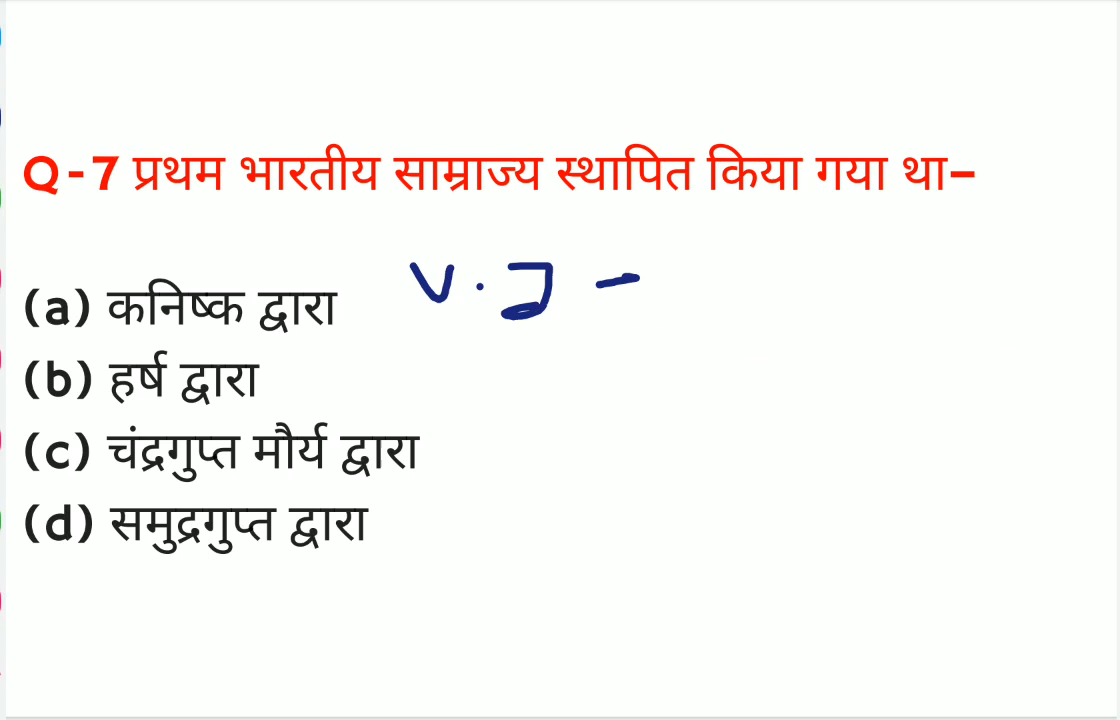 Q-7 प्रथम भारतीय साम्राज्य स्थापित किया गया था–
V.J -
(a) कनिष्क द्वारा
(b) हर्ष द्वारा
(c) चंद्रगुप्त मौर्य द्वारा
(d) समुद्रगुप्त द्वारा